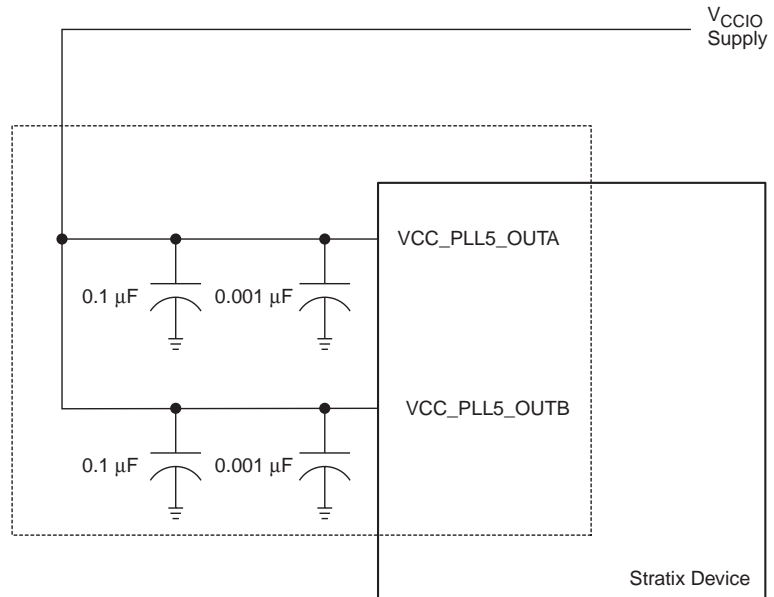 VCCIO
Supply
VCC_PLL5_OUTA
0.1 μF
0.001 μF
VCC_PLL5_OUTB
0.1 μF
0.001 μF
Stratix Device